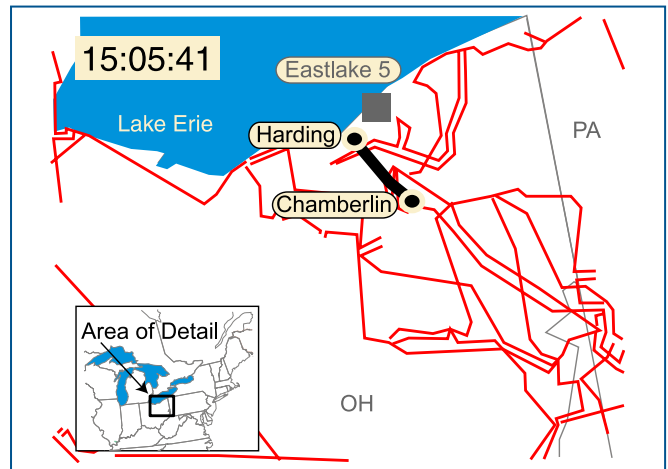 15:05:41
Eastlake 5
Lake Erie
Harding
PA
Chamberlin
Area of Detail
OH